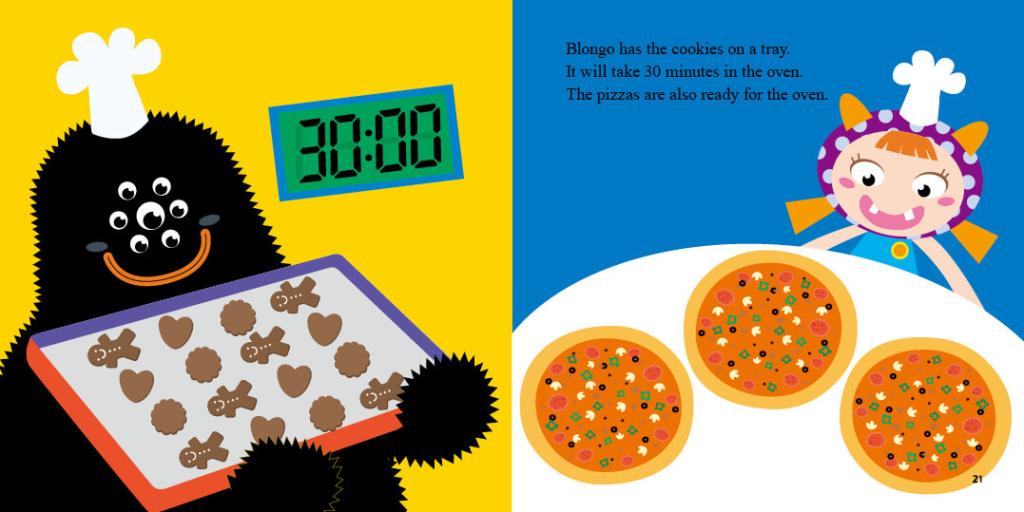 30:00
Blongo has the cookies on a tray.
It will take 30 minutes in the oven.
The pizzas are also ready for the oven.
21